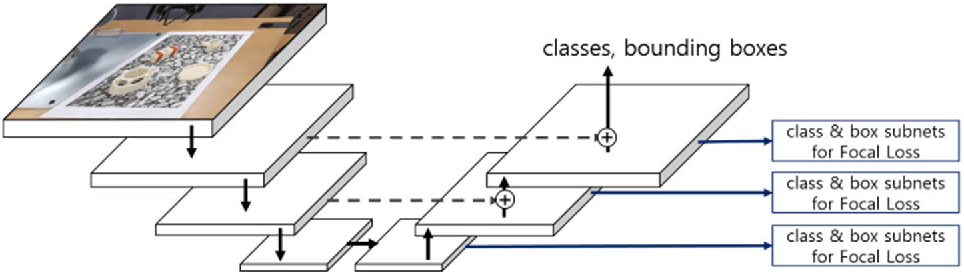 classes, bounding boxes
class & box subnets
for Focal Loss
class & box subnets
for Focal Loss
class & box subnets
for Focal Loss